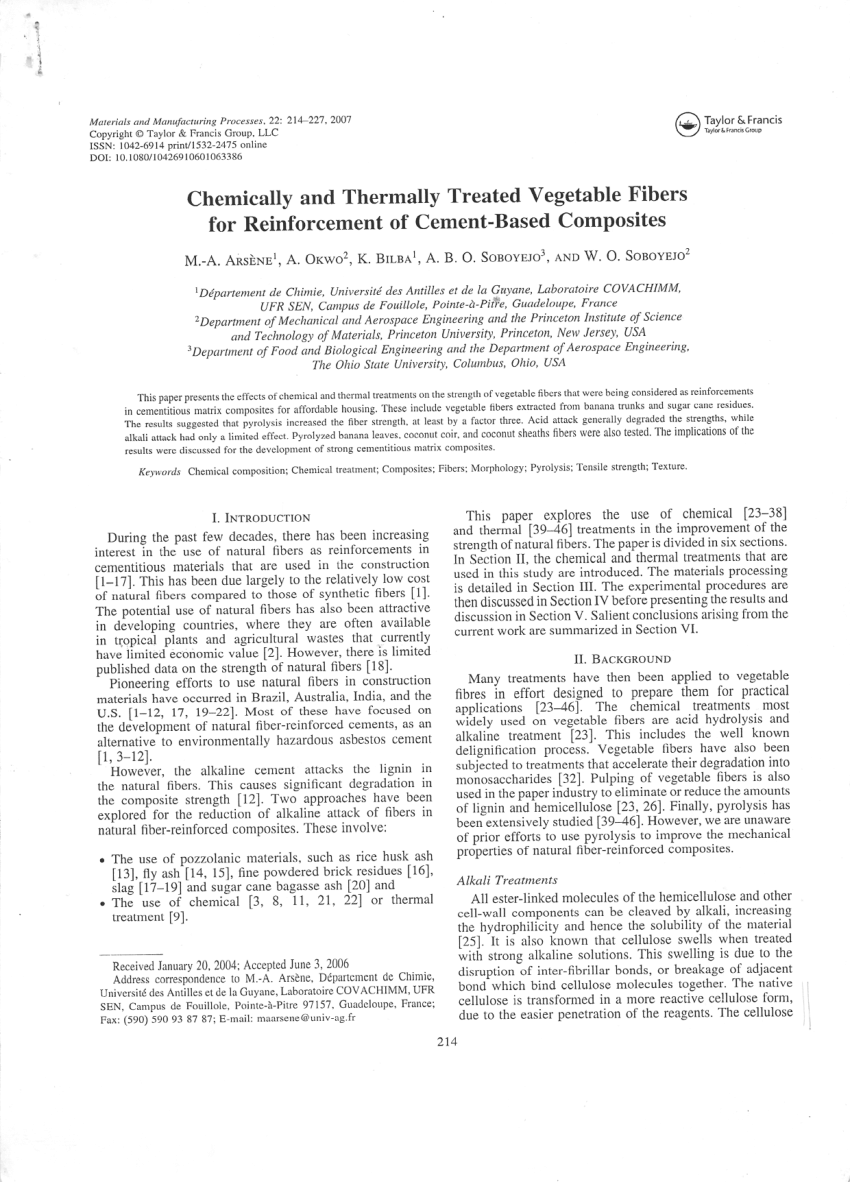 Materials and Manufacturing Processes, 22: 214–227, 2007
Copyright © Taylor & Francis Group, LLC
ISSN: 1042-6914 print/1532-2475 online
DOI: 10.1080/10426910601063386
Taylor & Francis
Taylor & Francis Group
Chemically and Thermally Treated Vegetable Fibers
for Reinforcement of Cement-Based Composites
M.-A. Arsène1, A. Okwo2, K. Bilba1, A. B. O. Soboyejo3, and W. O. Soboyejo2
1Départment de Chimie, Université des Antilles et de la Guyane, Laboratoire COVACHIMM,
UFR SEN, Campus de Fouillole, Pointe-à-Pitre, Guadeloupe, France
2Department of Mechanical and Aerospace Engineering and the Princeton Institute of Science
and Technology of Materials, Princeton University, Princeton, New Jersey, USA
3Department of Food and Biological Engineering and the Department of Aerospace Engineering,
The Ohio State University, Columbus, Ohio, USA
This paper presents the effects of chemical and thermal treatments on the strength of vegetable fibers that were being considered as reinforcements
in cementitious matrix composites for affordable housing. These include vegetable fibers extracted from banana trunks and sugar cane residues.
The results suggested that pyrolysis increased the fiber strength, at least by a factor three. Acid attack generally degraded the strengths, while
alkali attack had only a limited effect. Pyrolyzed banana leaves, coconut coir, and coconut sheaths fibers were also tested. The implications of the
results were discussed for the development of strong cementitious matrix composites.
Keywords Chemical composition; Chemical treatment; Composites; Fibers; Morphology; Pyrolysis; Tensile strength; Texture.
I. Introduction
During the past few decades, there has been increasing
interest in the use of natural fibers as reinforcements in
cementitious materials that are used in the construction
[1–17]. This has been due largely to the relatively low cost
of natural fibers compared to those of synthetic fibers [1].
The potential use of natural fibers has also been attractive
in developing countries, where they are often available
in tropical plants and agricultural wastes that currently
have limited economic value [2]. However, there is limited
published data on the strength of natural fibers [18].
Pioneering efforts to use natural fibers in construction
materials have occurred in Brazil, Australia, India, and the
U.S. [1–12, 17, 19–22]. Most of these have focused on
the development of natural fiber-reinforced cements, as an
alternative to environmentally hazardous asbestos cement
[1, 3–12].
However, the alkaline cement attacks the lignin in
the natural fibers. This causes significant degradation in
the composite strength [12]. Two approaches have been
explored for the reduction of alkaline attack of fibers in
natural fiber-reinforced composites. These involve:
• The use of pozzolanic materials, such as rice husk ash
[13], fly ash [14, 15], fine powdered brick residues [16],
slag [17–19] and sugar cane bagasse ash [20] and
• The use of chemical [3, 8, 11, 21, 22] or thermal
treatment [9].
Received January 20, 2004; Accepted June 3, 2006
Address correspondence to M.-A. Arsène, Département de Chimie,
Université des Antilles et de la Guyane, Laboratoire COVACHIMM, UFR
SEN, Campus de Fouillole, Pointe-à-Pitre 97157, Guadeloupe, France;
Fax: (590) 590 93 87 87; E-mail: maarsene@univ-ag.fr
This paper explores the use of chemical [23–38]
and thermal [39–46] treatments in the improvement of the
strength of natural fibers. The paper is divided in six sections.
In Section II, the chemical and thermal treatments that are
used in this study are introduced. The materials processing
is detailed in Section III. The experimental procedures are
then discussed in Section IV before presenting the results and
discussion in Section V. Salient conclusions arising from the
current work are summarized in Section VI.
II. Background
Many treatments have then been applied to vegetable
fibres in effort designed to prepare them for practical
applications [23–46]. The chemical treatments most
widely used on vegetable fibers are acid hydrolysis and
alkaline treatment [23]. This includes the well known
delignification process. Vegetable fibers have also been
subjected to treatments that accelerate their degradation into
monosaccharides [32]. Pulping of vegetable fibers is also
used in the paper industry to eliminate or reduce the amounts
of lignin and hemicellulose [23, 26]. Finally, pyrolysis has
been extensively studied [39–46]. However, we are unaware
of prior efforts to use pyrolysis to improve the mechanical
properties of natural fiber-reinforced composites.
Alkali Treatments
All ester-linked molecules of the hemicellulose and other
cell-wall components can be cleaved by alkali, increasing
the hydrophilicity and hence the solubility of the material
[25]. It is also known that cellulose swells when treated
with strong alkaline solutions. This swelling is due to the
disruption of inter-fibrillar bonds, or breakage of adjacent
bond which bind cellulose molecules together. The native
cellulose is transformed in a more reactive cellulose form,
due to the easier penetration of the reagents. The cellulose
214